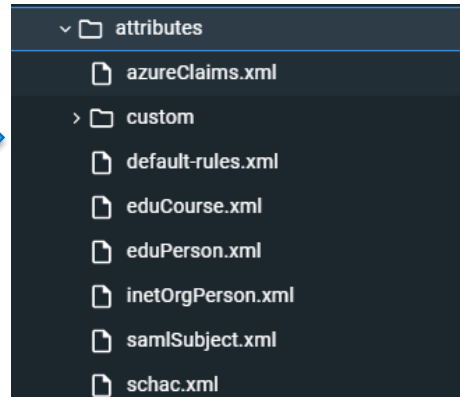 attributes
azureClaims.xml
custom
default-rules.xml
eduCourse.xml
eduPerson.xml
inetOrgPerson.xml
samlSubject.xml
schac.xml